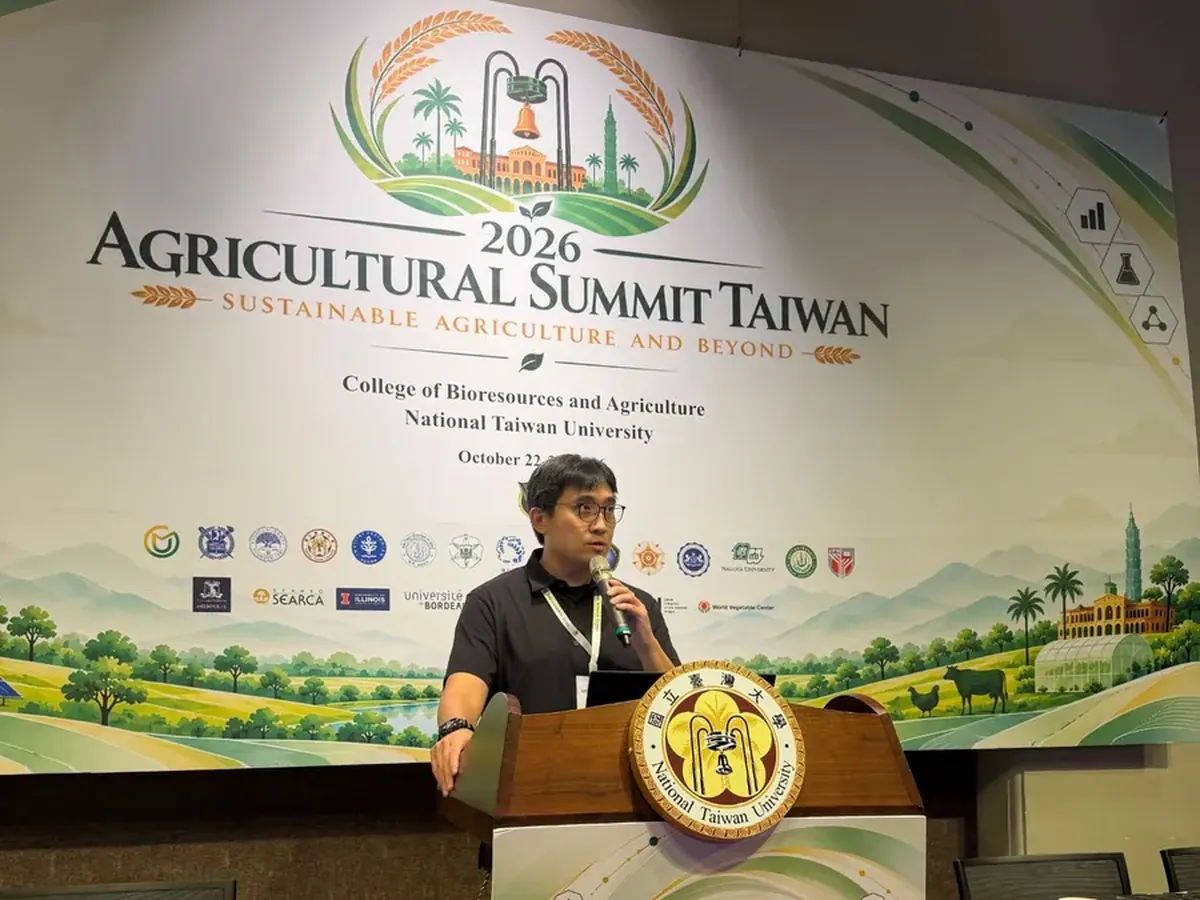 2026
AGRICULTURAL SUMMIT TAIWAN
SUSTAINABLE AGRICULTURE AND BEYOND
College of Bioresources and Agriculture
National Taiwan University
October 22
SEARCA
ILLINOIS
université
BORDEAUX
NAGOYA UNIVERSITY
World Vegetable Center
國立臺灣大學
National Taiwan University